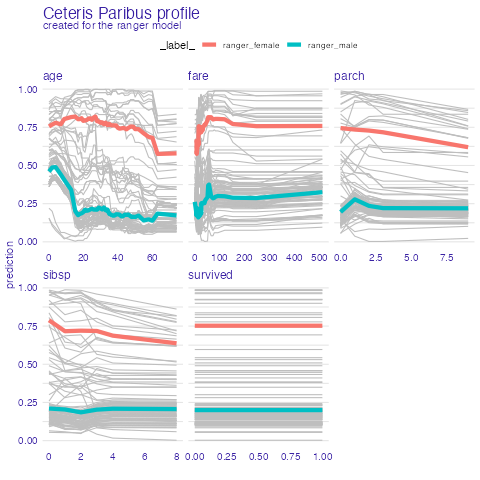 Ceteris Paribus profile
created for the ranger model
_label_ ranger_female ranger_male
age fare parch
1.00
0.75
0.50
0.25
0.00
0 20 40 60 0 100 200 300 400 500 0.0 2.5 5.0 7.5
prediction
sibsp survived
1.00
0.75
0.50
0.25
0.00
0 2 4 6 8 0.00 0.25 0.50 0.75 1.00